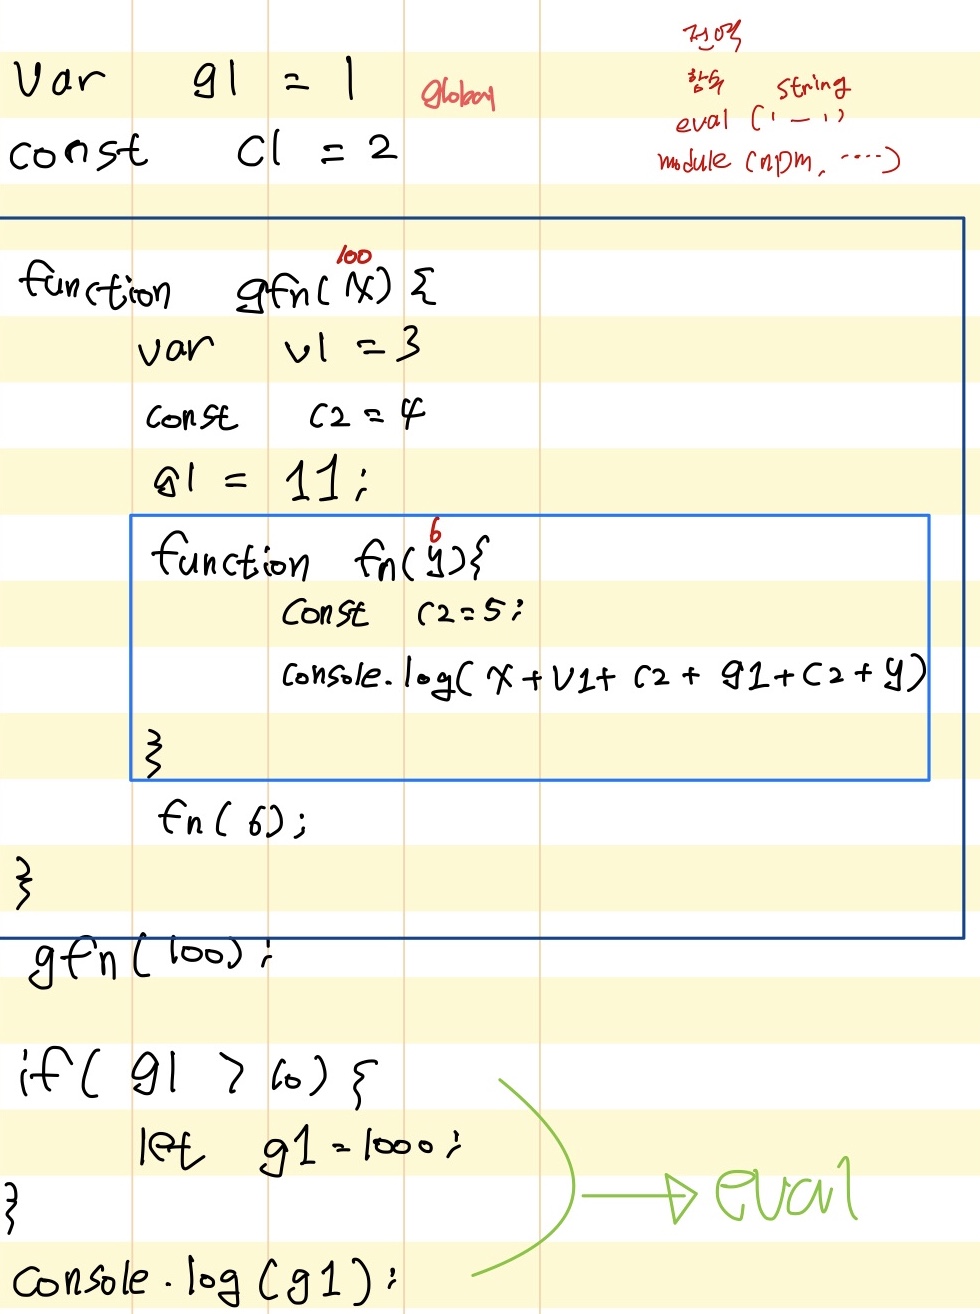 var g1 = 1
global
const c1 = 2
전역
함수 string
eval ('—')
module (npm, ....)
100
function gfn(x) {
var v1 = 3
const c2 = 4
g1 = 11;
6
function fn(y){
const c2=5;
console.log( x + v1 + c2 + g1 + c2 + y )
}
fn(6);
}
gfn(100);
if( g1 > 10) {
let g1 = 1000;
}
console.log(g1);
eval